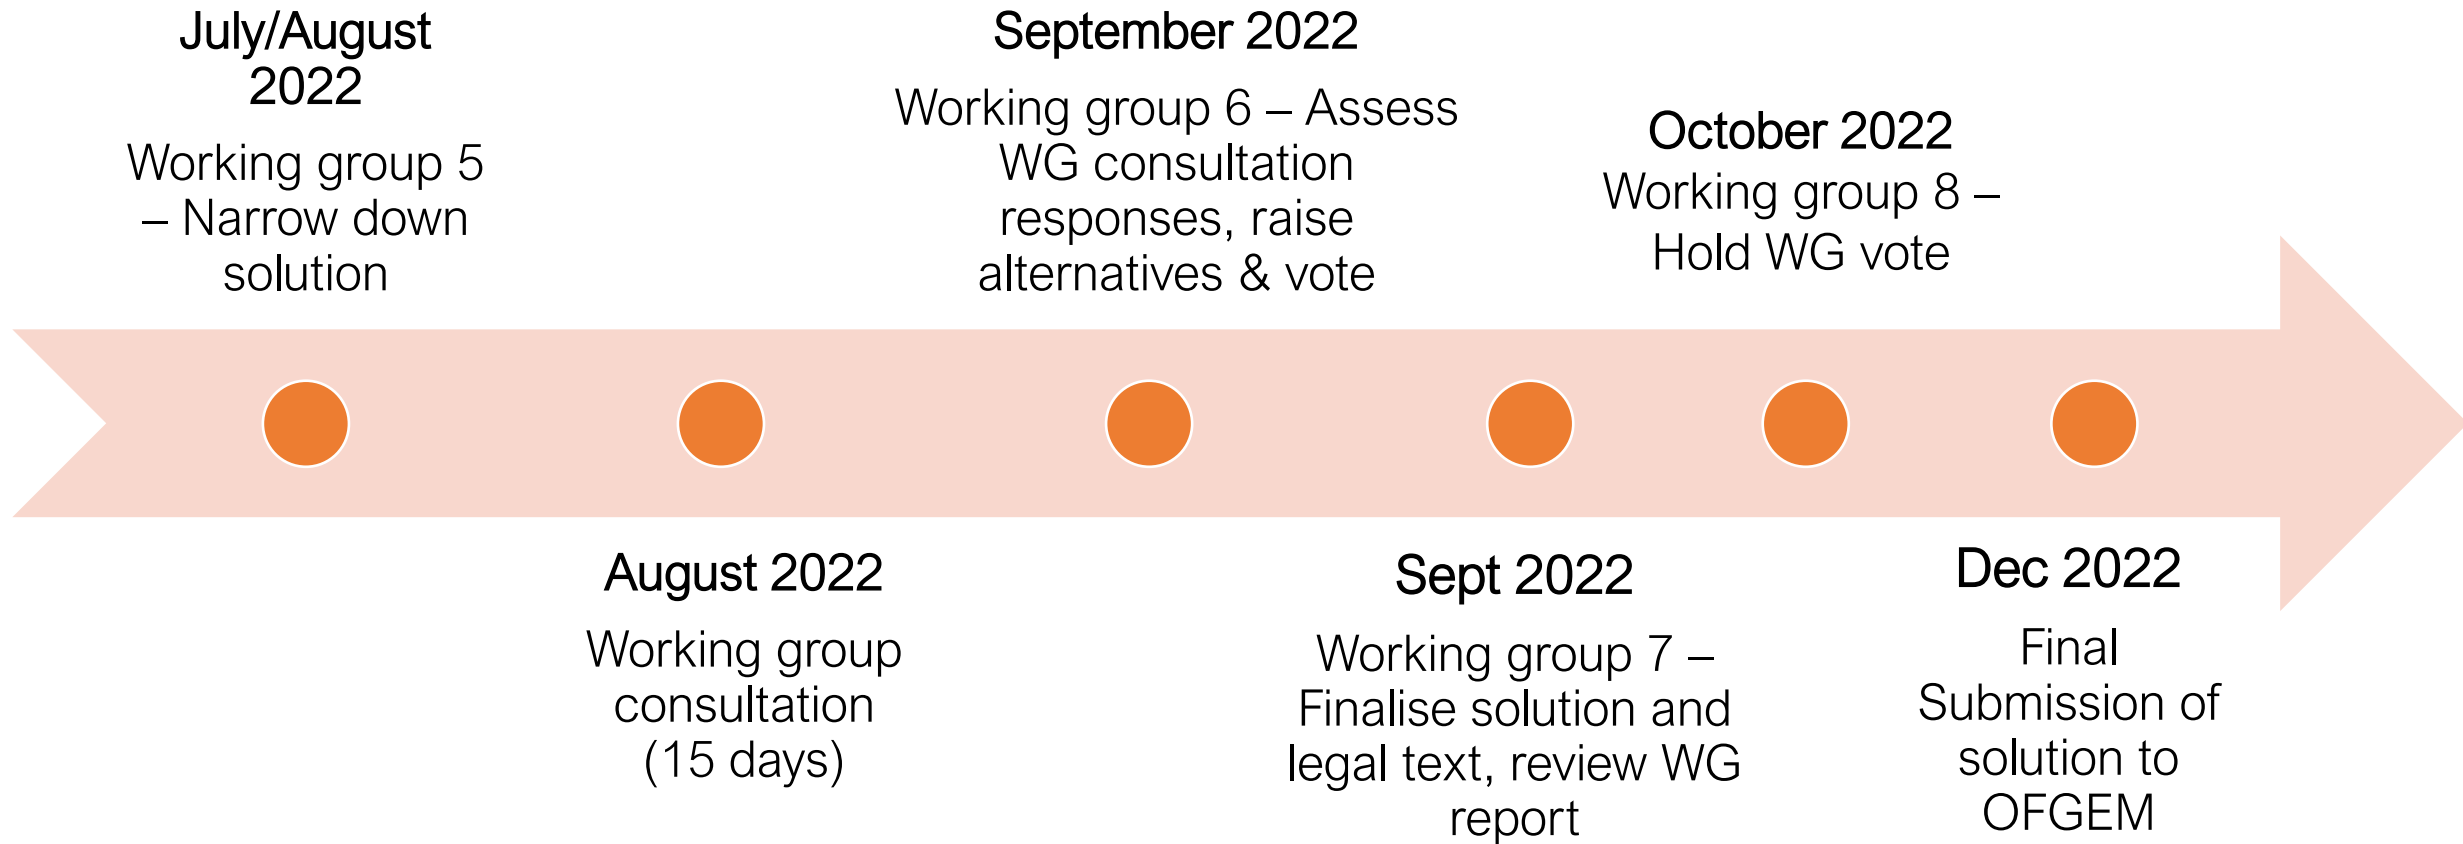 July/August
2022
Working group 5
– Narrow down
solution
August 2022
Working group
consultation
(15 days)
September 2022
Working group 6 – Assess
WG consultation
responses, raise
alternatives & vote
Sept 2022
Working group 7 –
Finalise solution and
legal text, review WG
report
October 2022
Working group 8 –
Hold WG vote
Dec 2022
Final
Submission of
solution to
OFGEM